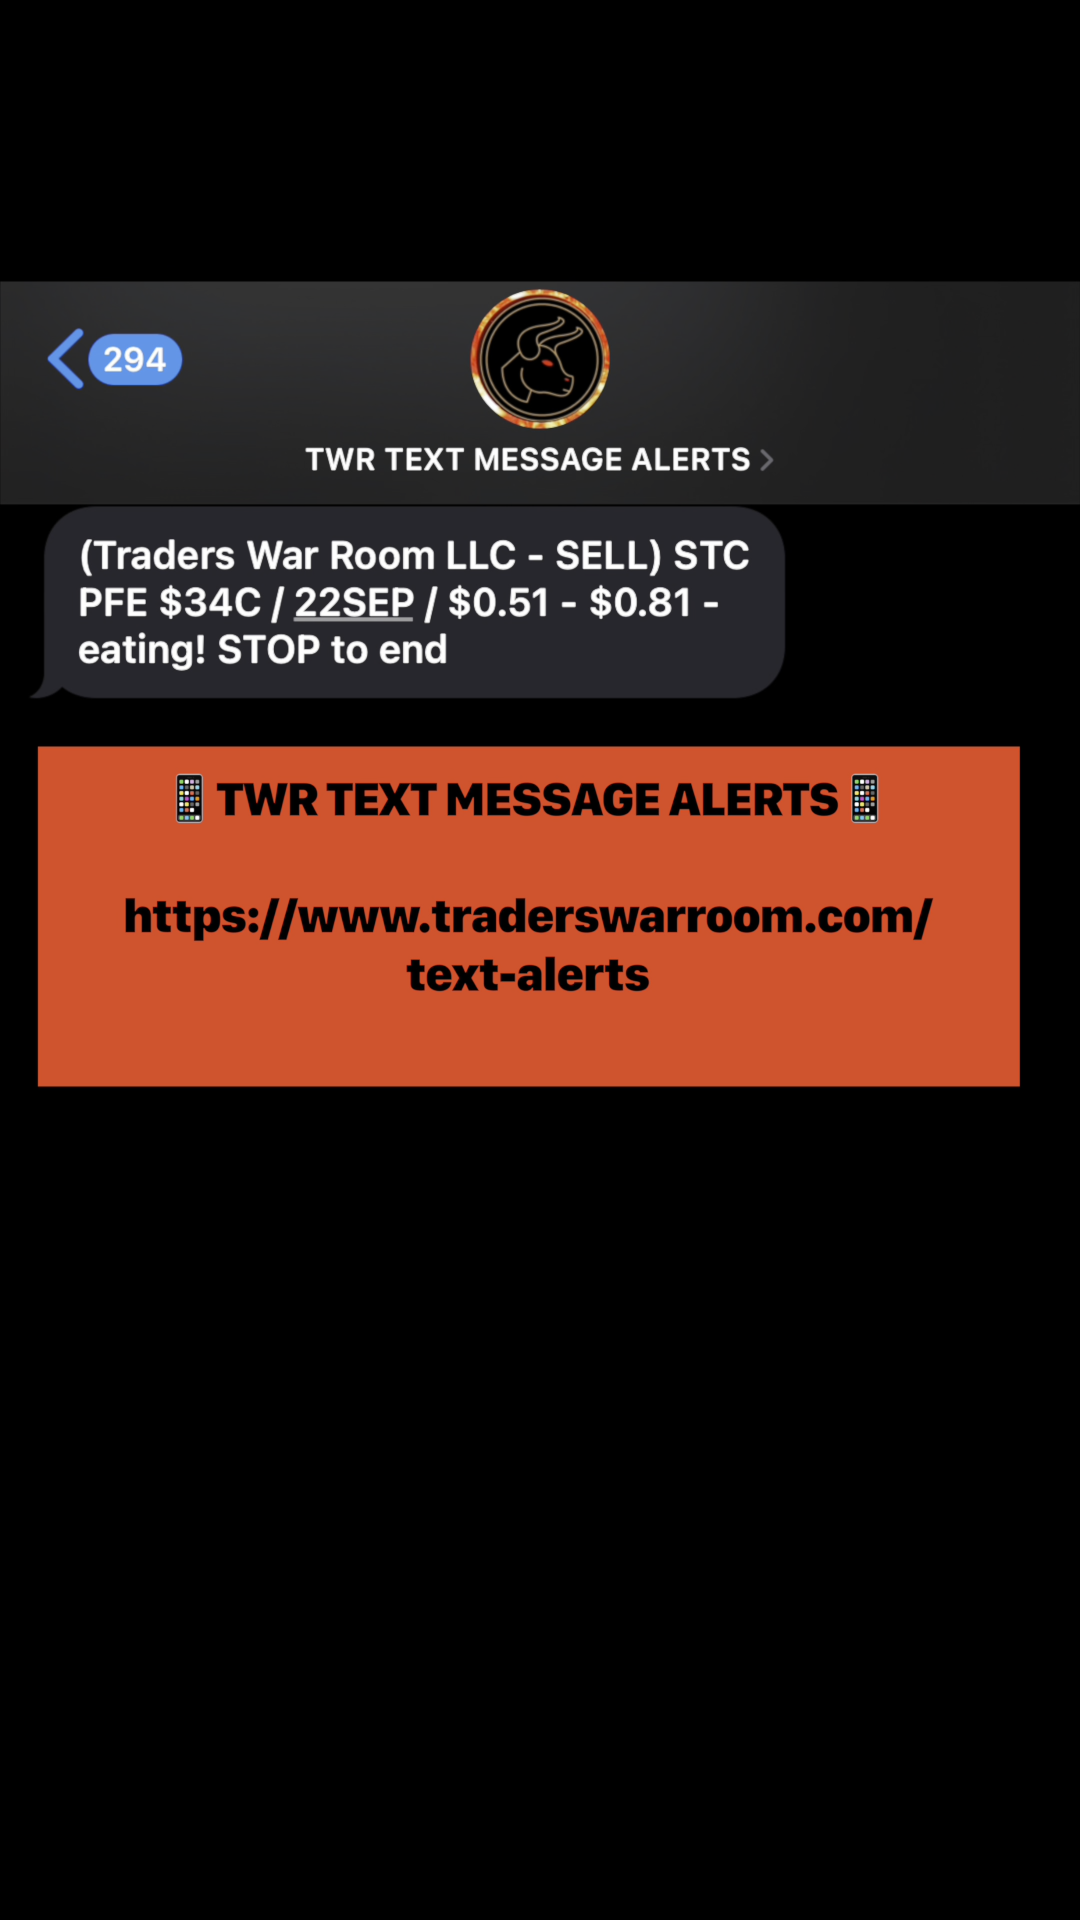 294
TWR TEXT MESSAGE ALERTS >
(Traders War Room LLC - SELL) STC
PFE $34C / 22SEP / $0.51 - $0.81 -
eating! STOP to end
📱TWR TEXT MESSAGE ALERTS📱
https://www.traderswarroom.com/
text-alerts